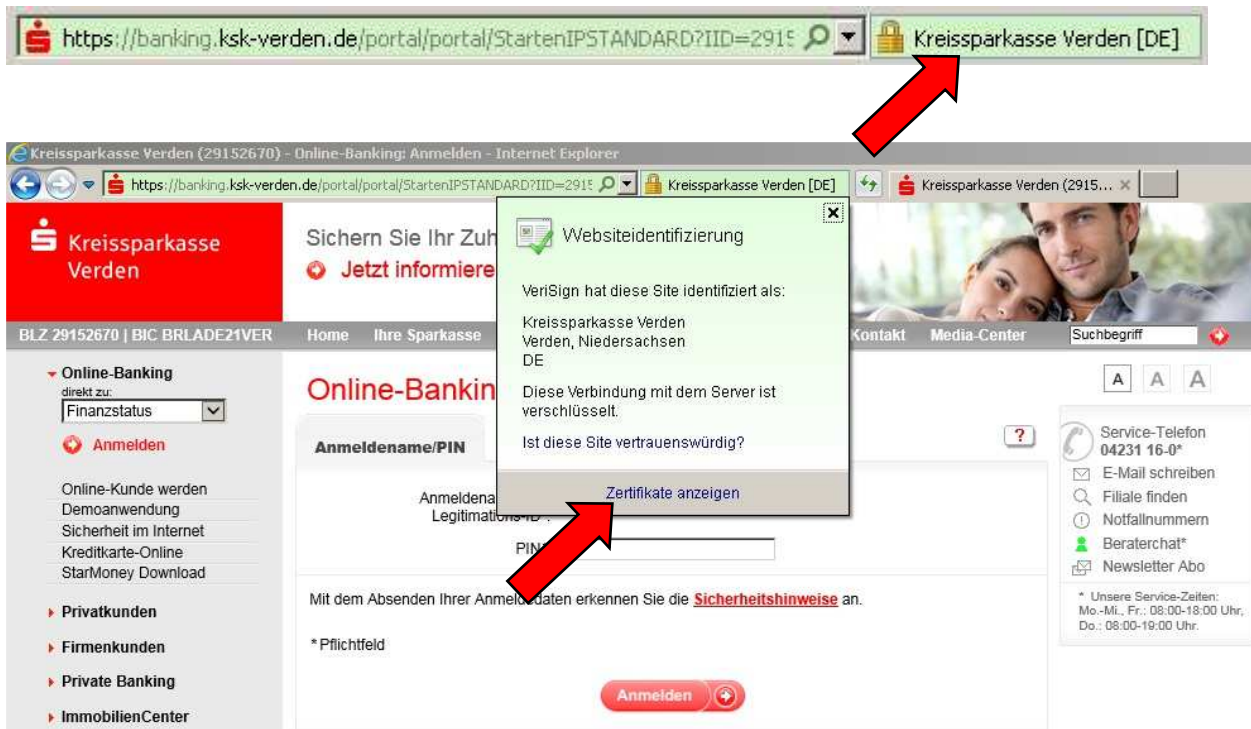 https://banking.ksk-verden.de/portal/portal/StartenIPSTANDARD?IID=2915
Kreissparkasse Verden [DE]
Kreissparkasse Verden (29152670) - Online-Banking: Anmelden - Internet Explorer
https://banking.ksk-verden.de/portal/portal/StartenIPSTANDARD?IID=2915
Kreissparkasse Verden [DE]
Kreissparkasse Verden (2915...
Kreissparkasse
Verden
Sichern Sie Ihr Zuh
Jetzt informiere
Websiteidentifizierung
VeriSign hat diese Site identifiziert als:
Kreissparkasse Verden
Verden, Niedersachsen
DE
Diese Verbindung mit dem Server ist
verschlüsselt.
Ist diese Site vertrauenswürdig?
Zertifikate anzeigen
BLZ 29152670 | BIC BRLADE21VER
Home Ihre Sparkasse Kontakt Media-Center
Suchbegriff
Online-Banking
direkt zu:
Finanzstatus
Anmelden
Online-Kunde werden
Demoanwendung
Sicherheit im Internet
Kreditkarte-Online
StarMoney Download
Privatkunden
Firmenkunden
Private Banking
ImmobilienCenter
Online-Bankin
Anmeldename/PIN
?
Anmeldena
Legitimations-ID*:
PIN
Mit dem Absenden Ihrer Anmeldedaten erkennen Sie die Sicherheitshinweise an.
* Pflichtfeld
Anmelden
A A A
Service-Telefon
04231 16-0*
E-Mail schreiben
Filiale finden
Notfallnummern
Beraterchat*
Newsletter Abo
* Unsere Service-Zeiten:
Mo.-Mi., Fr.: 08:00-18:00 Uhr,
Do.: 08:00-19:00 Uhr.